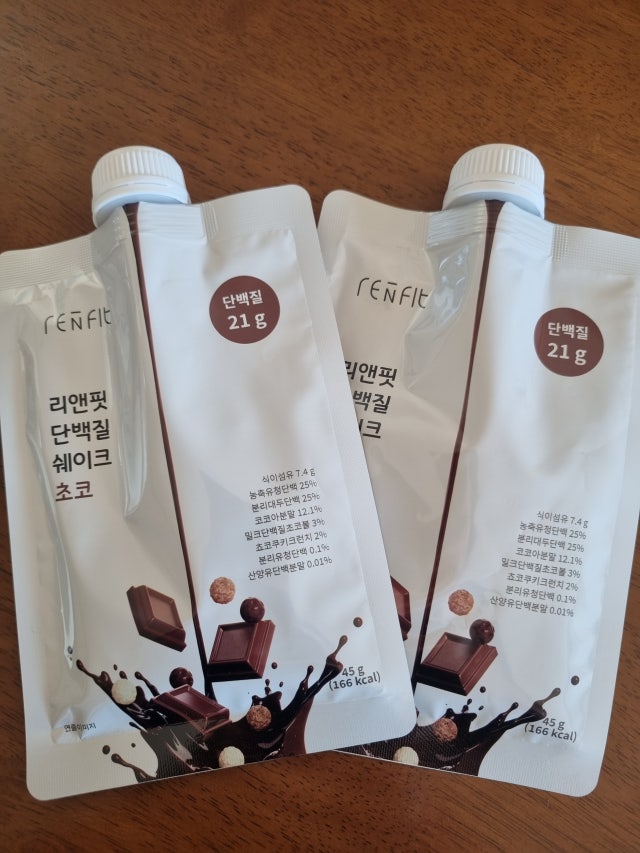 RENFIT
단백질
21 g
리앤핏
단백질
쉐이크
초코
식이섬유 7.4 g
농축유청단백 25%
분리대두단백 25%
코코아분말 12.1%
밀크단백질초코볼 3%
쵸코쿠키크런치 2%
분리유청단백 0.1%
산양유단백분말 0.01%
45 g
(166 kcal)
연출이미지
RENFIT
단백질
21 g
리앤핏
백질
이크
식이섬유 7.4 g
농축유청단백 25%
분리대두단백 25%
코코아분말 12.1%
밀크단백질초코볼 3%
쵸코쿠키크런치 2%
분리유청단백 0.1%
산양유단백분말 0.01%
45 g
(166 kcal)